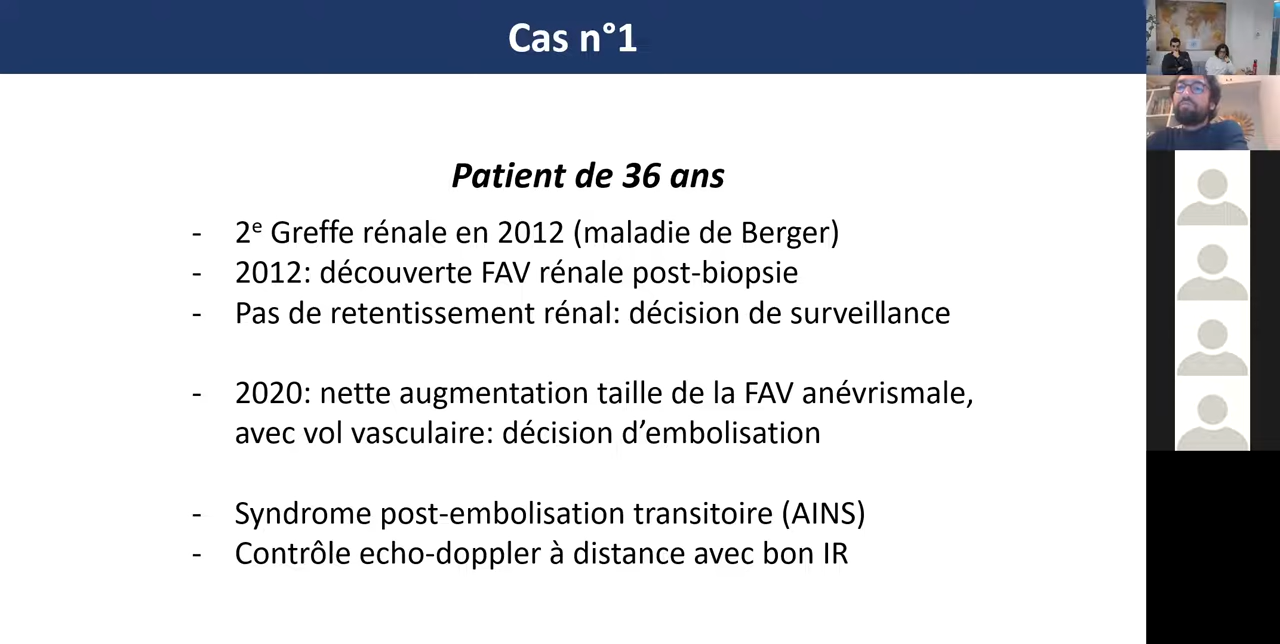 Cas n°1
Patient de 36 ans
- 2e Greffe rénale en 2012 (maladie de Berger)
- 2012: découverte FAV rénale post-biopsie
- Pas de retentissement rénal: décision de surveillance
- 2020: nette augmentation taille de la FAV anévrismale,
avec vol vasculaire: décision d’embolisation
- Syndrome post-embolisation transitoire (AINS)
- Contrôle echo-doppler à distance avec bon IR